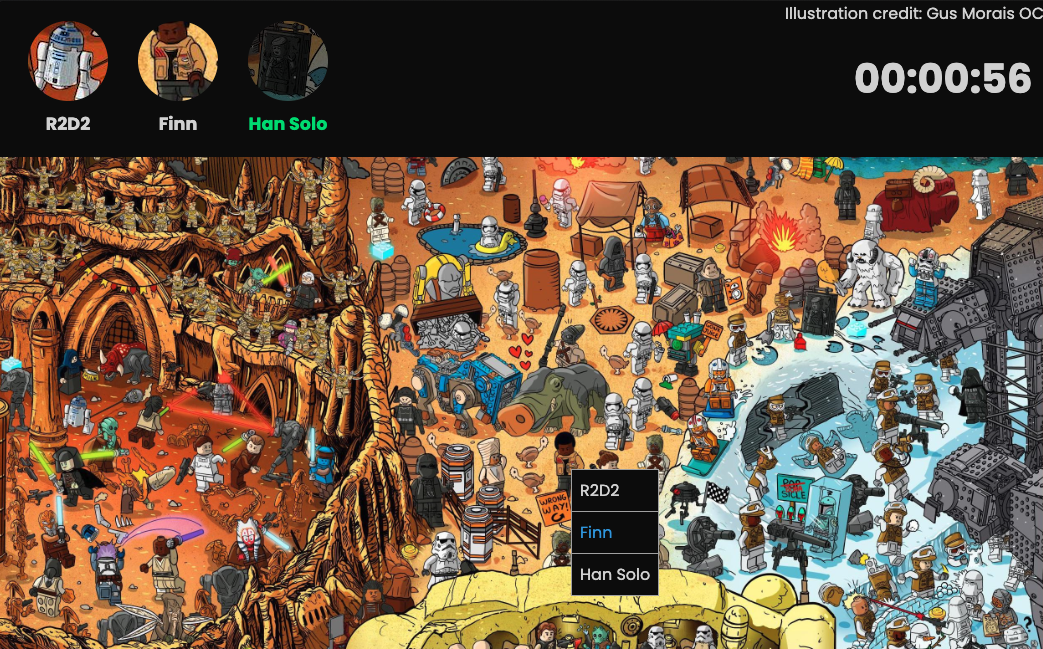 Illustration credit: Gus Morais OC
00:00:56
R2D2
Finn
Han Solo
WRONG
WAY!
R2D2
Finn
Han Solo
POP
SICLE
?